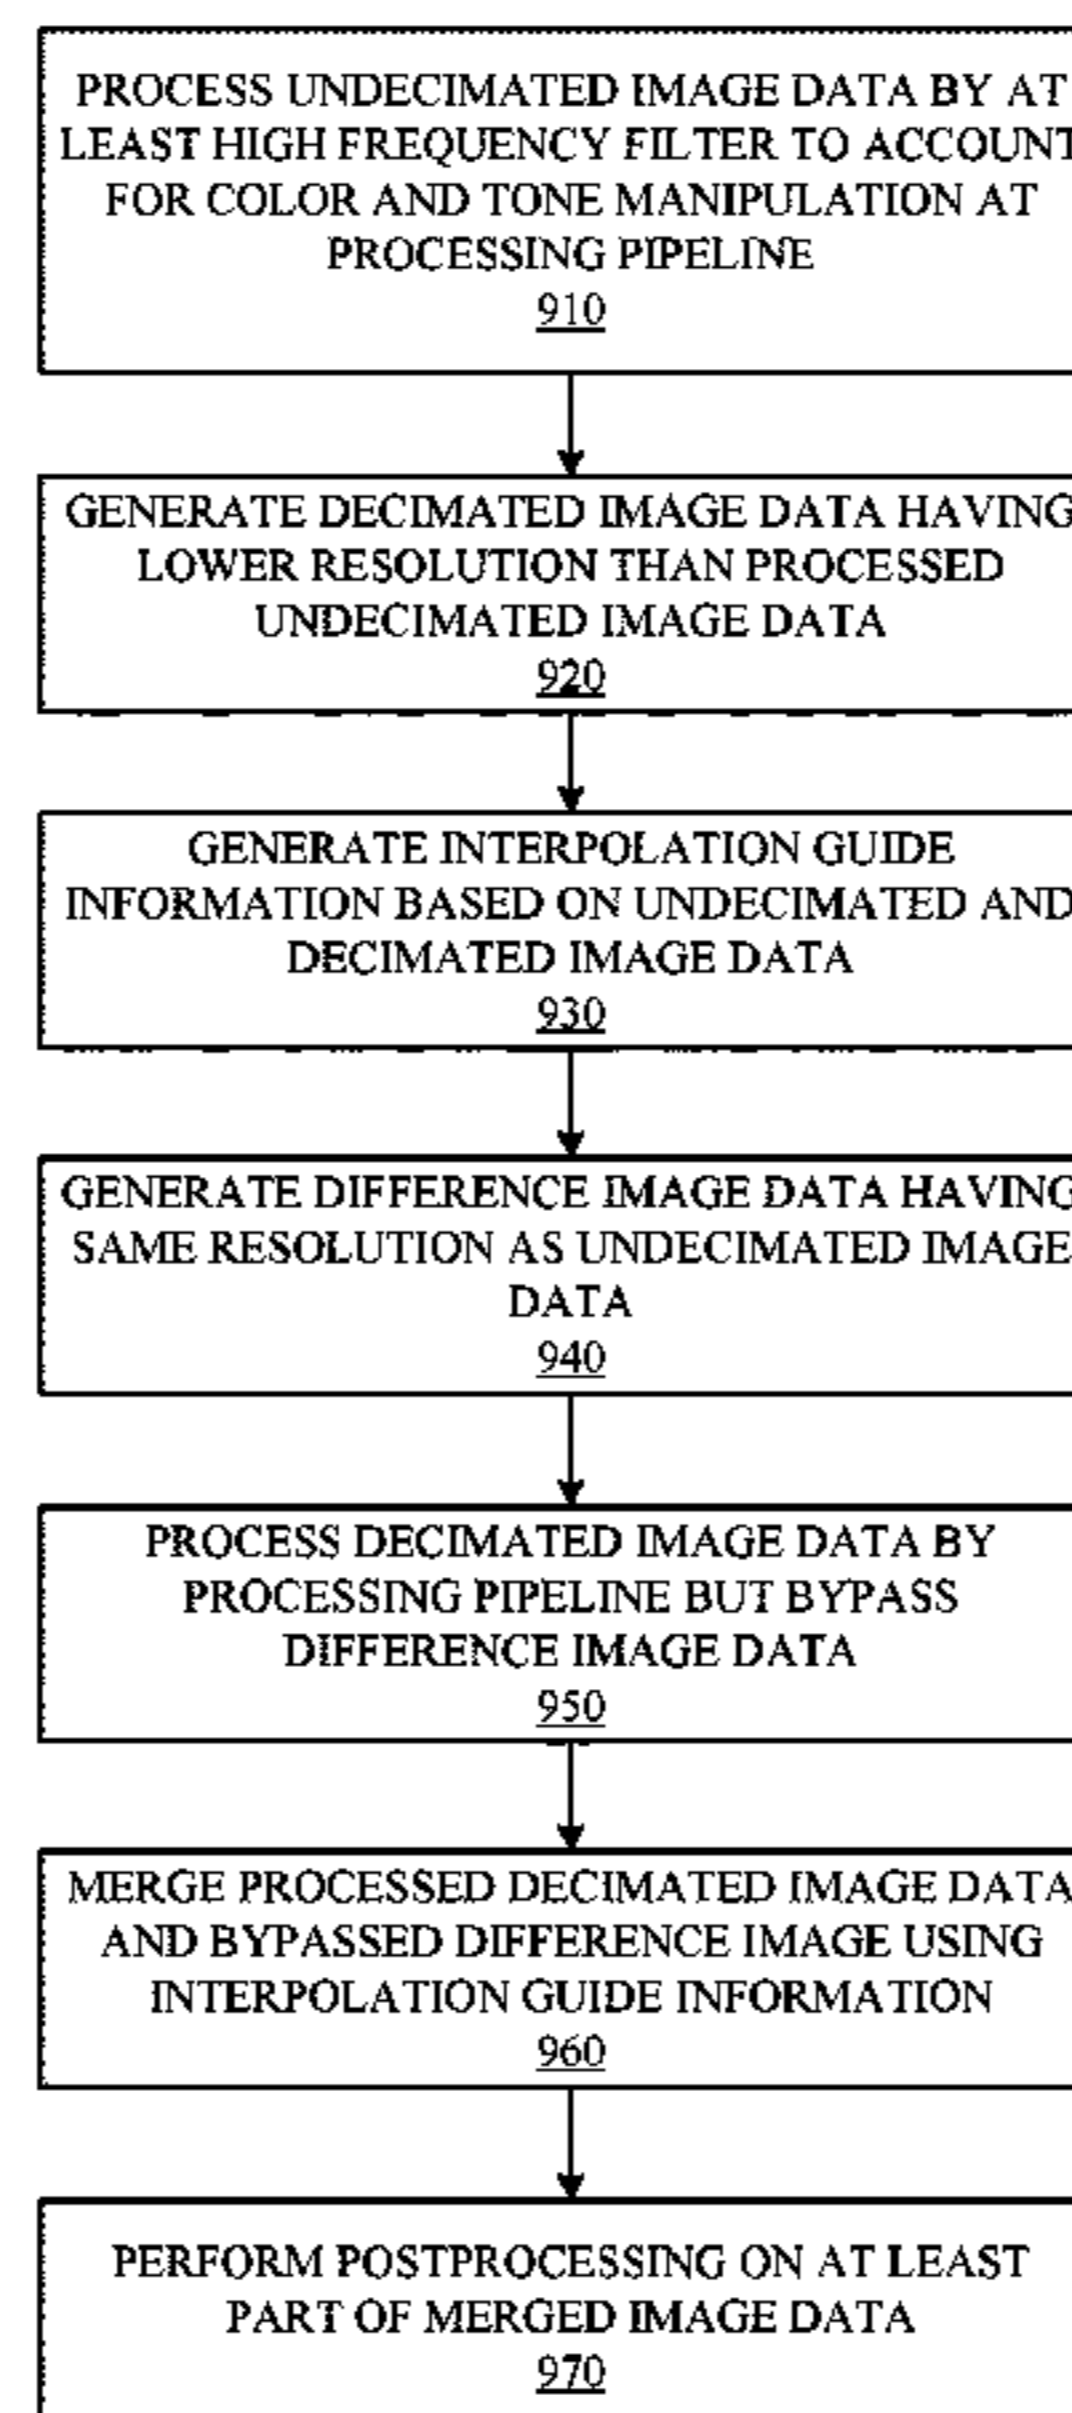 PROCESS UNDECIMATED IMAGE DATA BY AT
LEAST HIGH FREQUENCY FILTER TO ACCOUNT
FOR COLOR AND TONE MANIPULATION AT
PROCESSING PIPELINE
910
GENERATE DECIMATED IMAGE DATA HAVING
LOWER RESOLUTION THAN PROCESSED
UNDECIMATED IMAGE DATA
920
GENERATE INTERPOLATION GUIDE
INFORMATION BASED ON UNDECIMATED AND
DECIMATED IMAGE DATA
930
GENERATE DIFFERENCE IMAGE DATA HAVING
SAME RESOLUTION AS UNDECIMATED IMAGE
DATA
940
PROCESS DECIMATED IMAGE DATA BY
PROCESSING PIPELINE BUT BYPASS
DIFFERENCE IMAGE DATA
950
MERGE PROCESSED DECIMATED IMAGE DATA
AND BYPASSED DIFFERENCE IMAGE USING
INTERPOLATION GUIDE INFORMATION
960
PERFORM POSTPROCESSING ON AT LEAST
PART OF MERGED IMAGE DATA
970